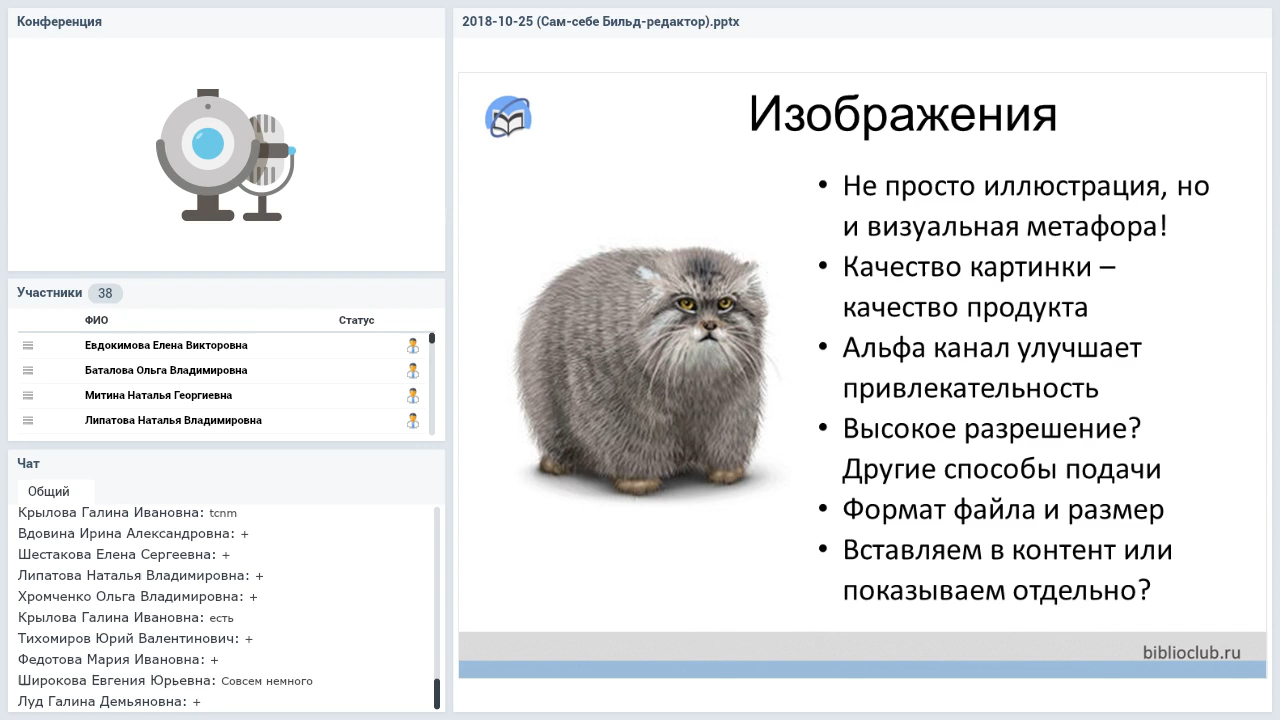 Конференция
Участники 38
ФИО Статус
Евдокимова Елена Викторовна
Баталова Ольга Владимировна
Митина Наталья Георгиевна
Липатова Наталья Владимировна
Чат
Общий
Крылова Галина Ивановна: tcnm
Вдовина Ирина Александровна: +
Шестакова Елена Сергеевна: +
Липатова Наталья Владимировна: +
Хромченко Ольга Владимировна: +
Крылова Галина Ивановна: есть
Тихомиров Юрий Валентинович: +
Федотова Мария Ивановна: +
Широкова Евгения Юрьевна: Совсем немного
Луд Галина Демьяновна: +
2018-10-25 (Сам-себе Бильд-редактор).pptx
Изображения
• Не просто иллюстрация, но
и визуальная метафора!
• Качество картинки –
качество продукта
• Альфа канал улучшает
привлекательность
• Высокое разрешение?
Другие способы подачи
• Формат файла и размер
• Вставляем в контент или
показываем отдельно?
biblioclub.ru